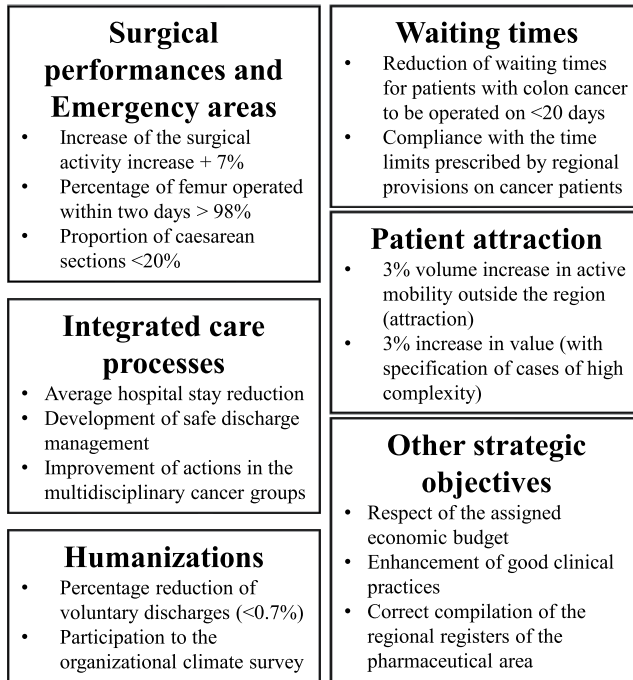 Surgical
performances and
Emergency areas
• Increase of the surgical
activity increase + 7%
• Percentage of femur operated
within two days > 98%
• Proportion of caesarean
sections <20%
Integrated care
processes
• Average hospital stay reduction
• Development of safe discharge
management
• Improvement of actions in the
multidisciplinary cancer groups
Humanizations
• Percentage reduction of
voluntary discharges (<0.7%)
• Participation to the
organizational climate survey
Waiting times
• Reduction of waiting times
for patients with colon cancer
to be operated on <20 days
• Compliance with the time
limits prescribed by regional
provisions on cancer patients
Patient attraction
• 3% volume increase in active
mobility outside the region
(attraction)
• 3% increase in value (with
specification of cases of high
complexity)
Other strategic
objectives
• Respect of the assigned
economic budget
• Enhancement of good clinical
practices
• Correct compilation of the
regional registers of the
pharmaceutical area